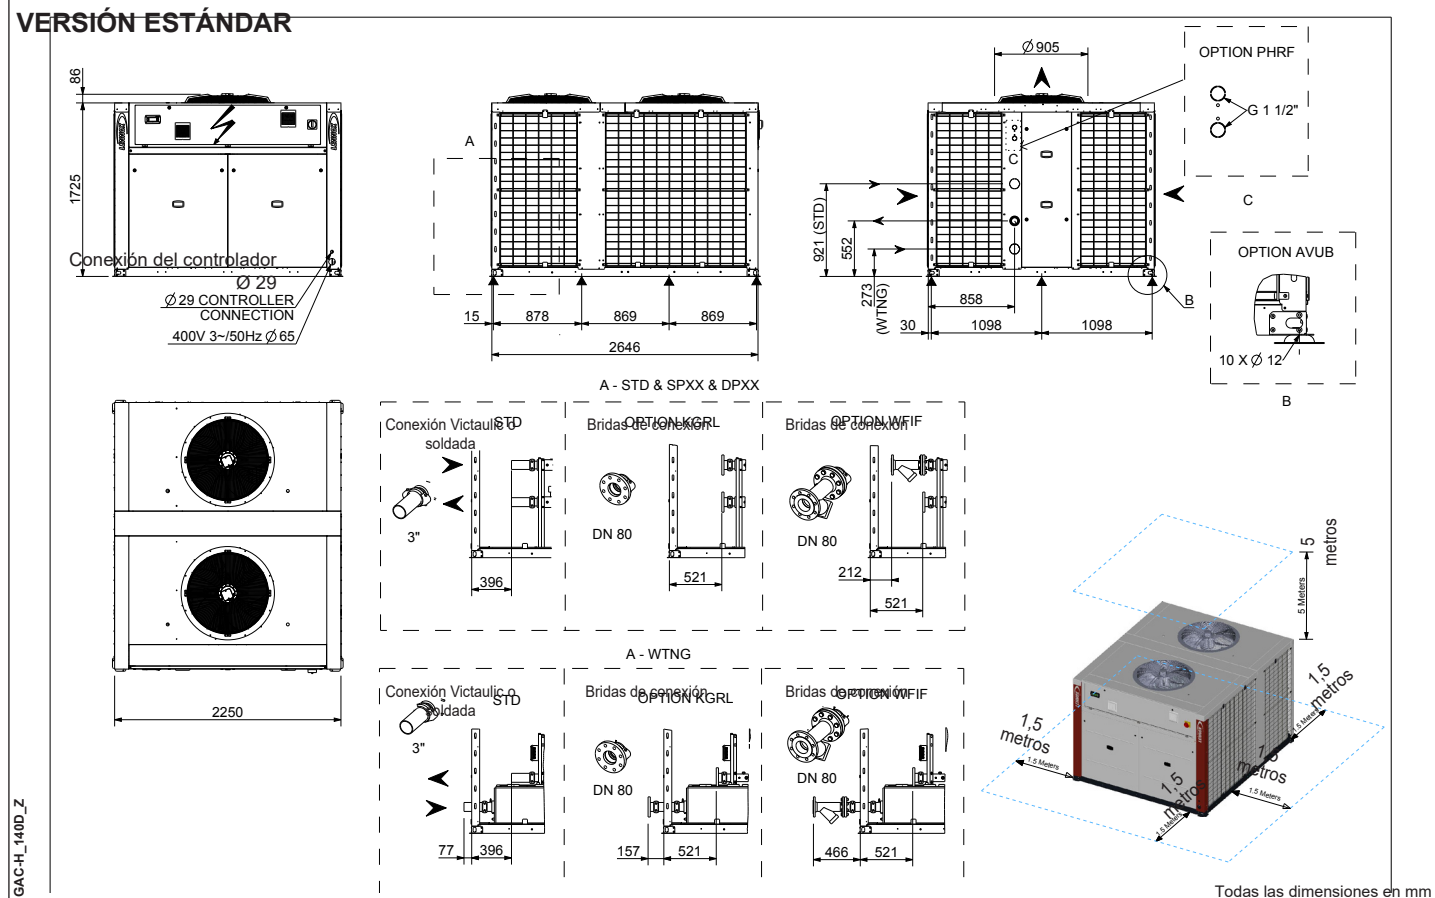 VERSIÓN ESTÁNDAR
86
1725
Conexión del controlador
Ø 29
Ø 29 CONTROLLER
CONNECTION
400V 3~/50Hz Ø 65
A
15
878
869
869
2646
Ø 905
C
921 (STD)
552
273
(WTNG)
858
30
1098
1098
B
OPTION PHRF
G 1 1/2"
C
OPTION AVUB
10 X Ø 12
B
2250
A - STD & SPXX & DPXX
Conexión Victaulic o
soldada
STD
3"
396
Bridas de conexión
OPTION KGRL
DN 80
521
Bridas de conexión
OPTION WFIF
DN 80
212
521
A - WTNG
Conexión Victaulic o
soldada
STD
3"
77
396
Bridas de conexión
OPTION KGRL
DN 80
157
521
Bridas de conexión
OPTION WFIF
DN 80
466
521
5
metros
5 Meters
1,5
metros
1.5 Meters
1,5
metros
1.5 Meters
1,5
metros
1.5 Meters
1,5
metros
1.5 Meters
GAC-H_140D_Z
Todas las dimensiones en mm